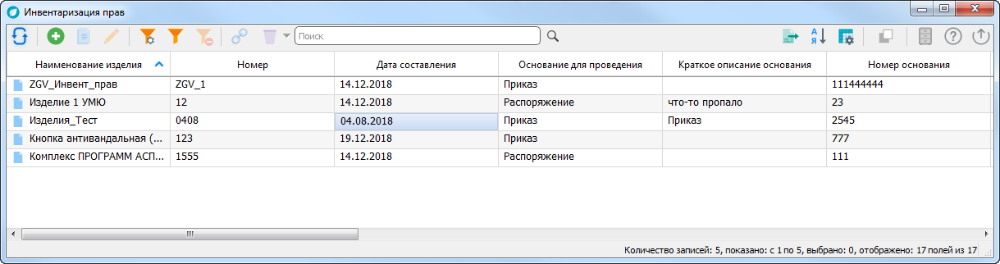 Инвентаризация прав
Поиск
А
Я
Наименование изделия Номер Дата составления Основание для проведения Краткое описание основания Номер основания
ZGV_Инвент_прав ZGV_1 14.12.2018 Приказ 111444444
Изделие 1 УМЮ 12 14.12.2018 Распоряжение что-то пропало 23
Изделия_Тест 0408 04.08.2018 Приказ Приказ 2545
Кнопка антивандальная (... 123 19.12.2018 Приказ 777
Комплекс ПРОГРАММ АСП... 1555 14.12.2018 Распоряжение 111
Количество записей: 5, показано: с 1 по 5, выбрано: 0, отображено: 17 полей из 17